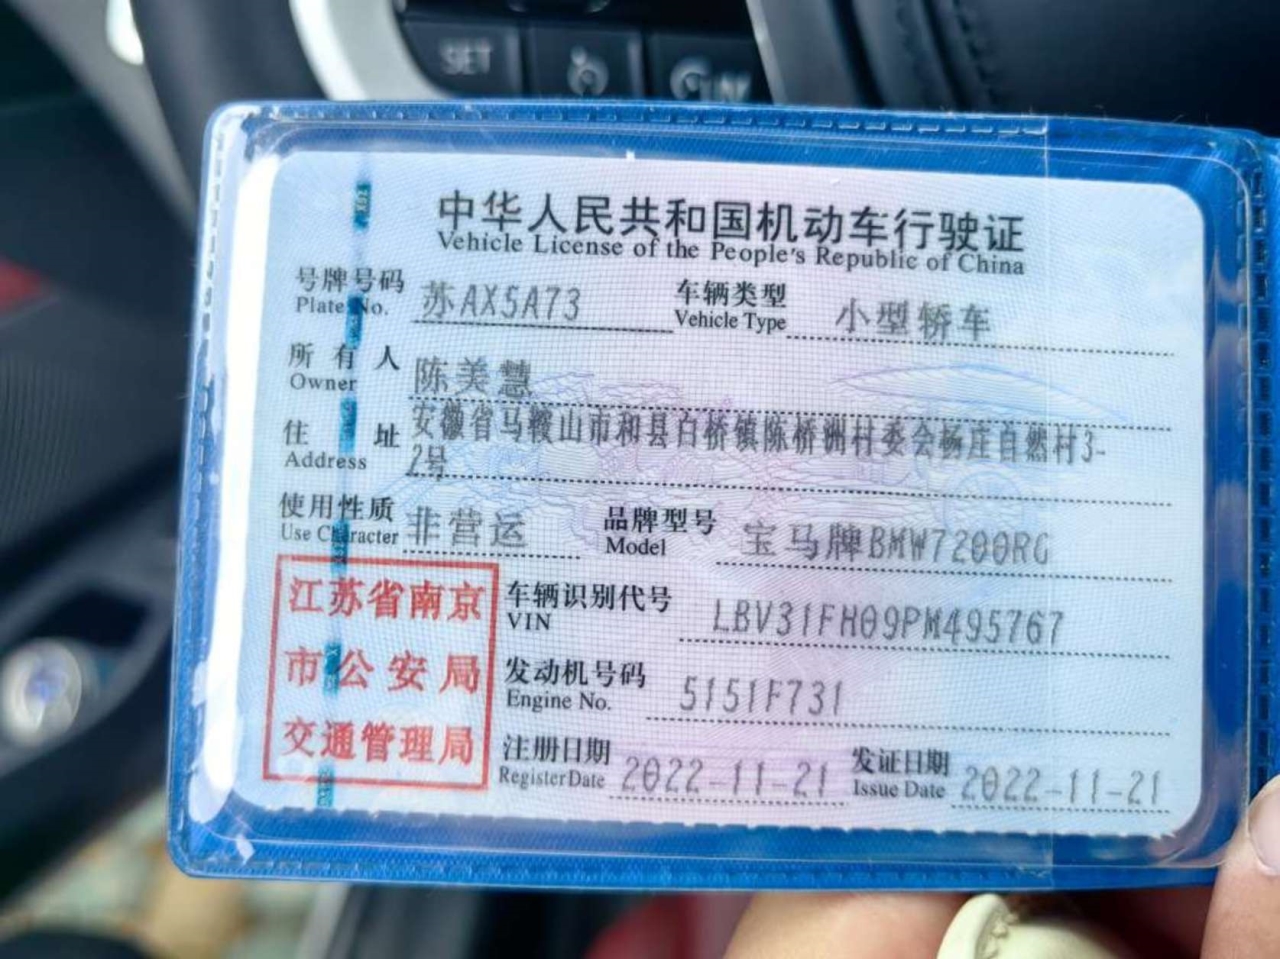 SET
中华人民共和国机动车行驶证
Vehicle License of the People's Republic of China
号牌号码 苏AX5A73 车辆类型 小型轿车
Plate No. Vehicle Type
所有人 陈美慧
Owner
住址 安徽省马鞍山市和县白桥镇陈桥洲村委会杨庄自然村3-
Address 2号
使用性质 非营运 品牌型号 宝马牌BMW7200RG
Use Character Model
江苏省南京
市公安局
交通管理局
车辆识别代号 LBV31FH09PM495767
VIN
发动机号码 5151F731
Engine No.
注册日期 2022-11-21 发证日期 2022-11-21
Register Date Issue Date